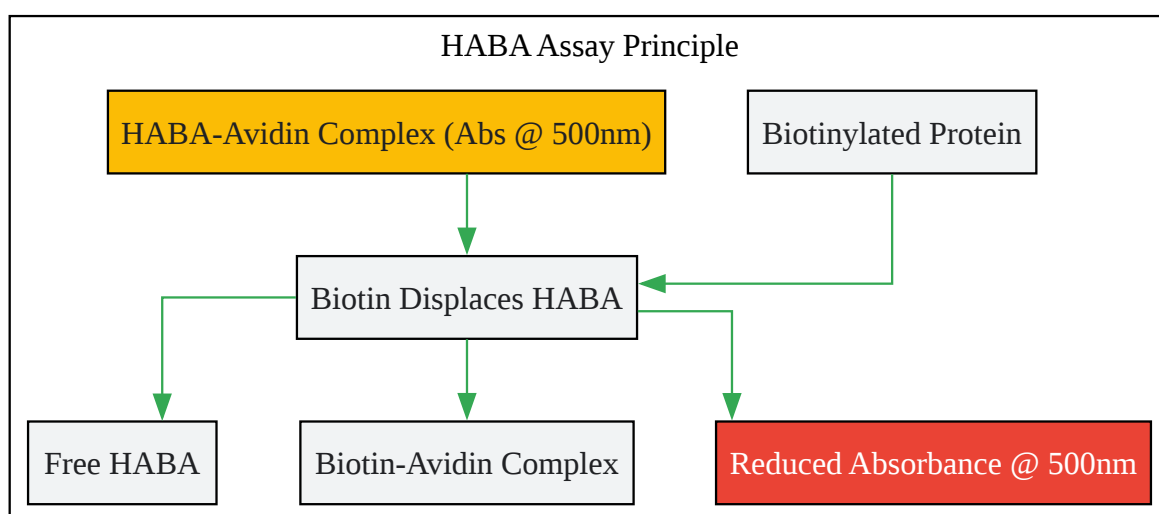 HABA Assay Principle
HABA-Avidin Complex (Abs @ 500nm)
Biotinylated Protein
Biotin Displaces HABA
Free HABA
Biotin-Avidin Complex
Reduced Absorbance @ 500nm